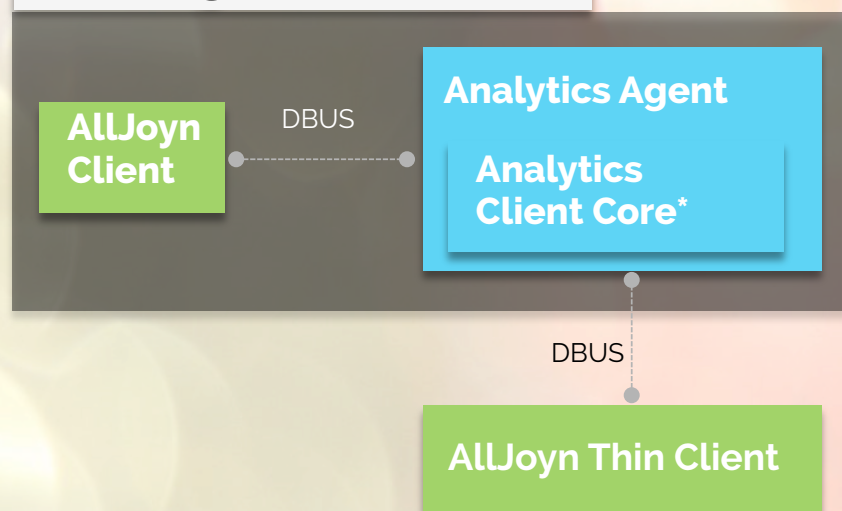 Analytics Agent
AllJoyn
Client
DBUS
Analytics
Client Core*
DBUS
AllJoyn Thin Client